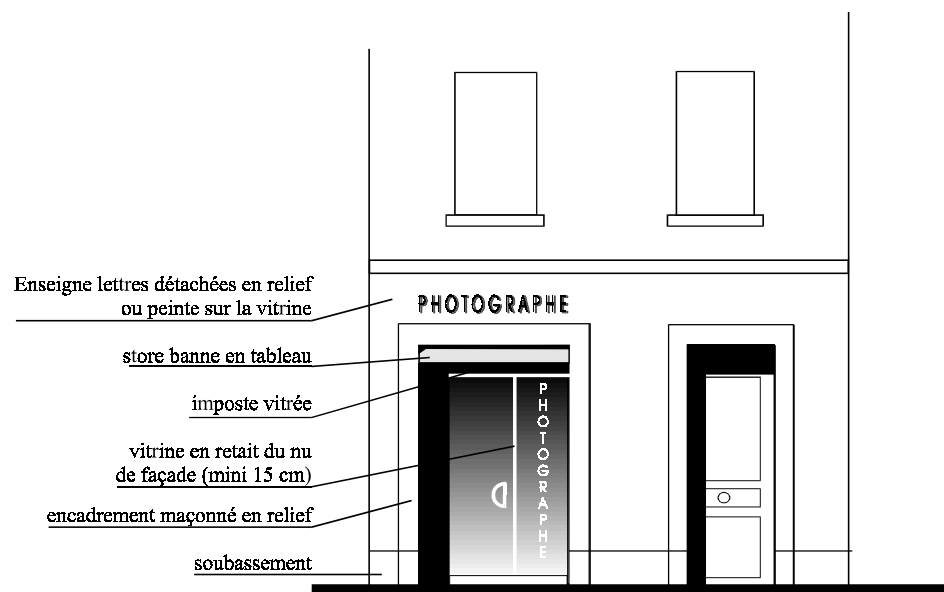 Enseigne lettres détachées en relief
ou peinte sur la vitrine
PHOTOGRAPHE
store banne en tableau
imposte vitrée
PHOTOGRAPHE
vitrine en retait du nu
de façade (mini 15 cm)
encadrement maçonné en relief
soubassement